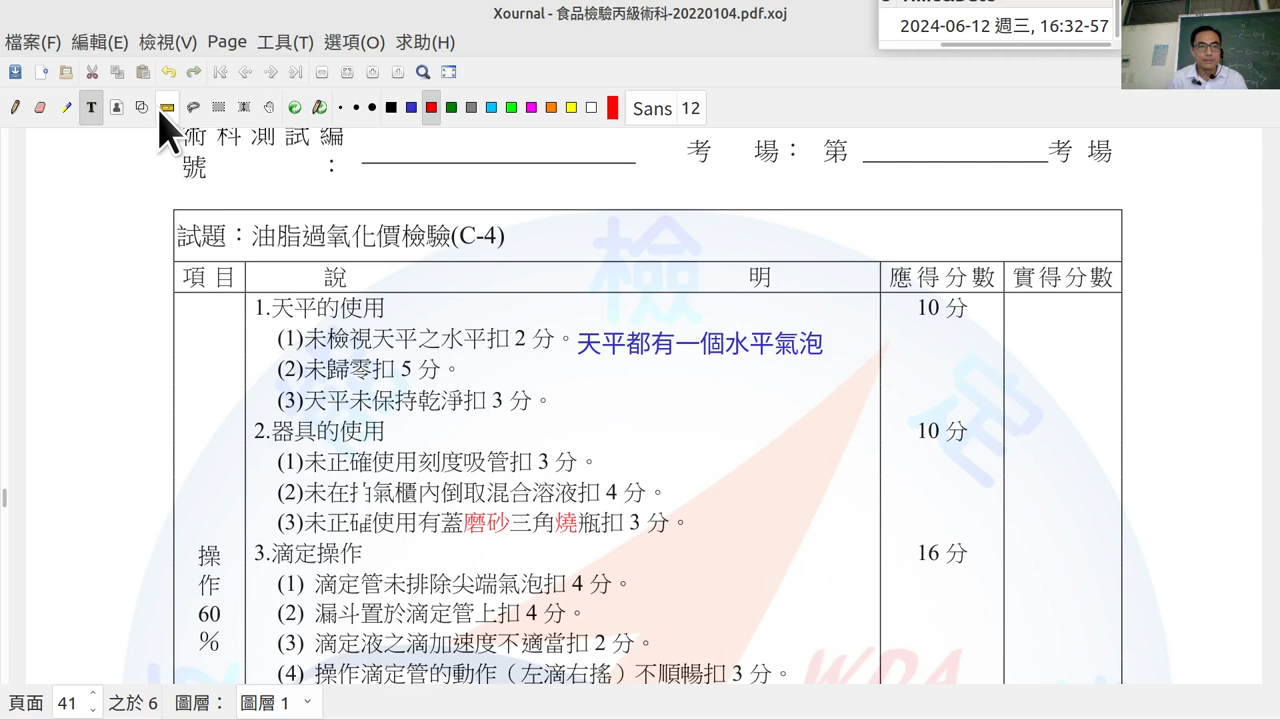 Xournal - 食品檢驗丙級術科-20220104.pdf.xoj
2024-06-12 週三, 16:32-57
檔案(F) 編輯(E) 檢視(V) Page 工具(T) 選項(O) 求助(H)
T
Sans 12
術科測試編
號 ： 考 場： 第 考 場
試題：油脂過氧化價檢驗(C-4)
項目 說 明 應得分數 實得分數
1.天平的使用 10 分
(1)未檢視天平之水平扣 2 分。天平都有一個水平氣泡
(2)未歸零扣 5 分。
(3)天平未保持乾淨扣 3 分。
2.器具的使用 10 分
(1)未正確使用刻度吸管扣 3 分。
(2)未在抽氣櫃內倒取混合溶液扣 4 分。
(3)未正確使用有蓋磨砂三角燒瓶扣 3 分。
操作60%
3.滴定操作 16 分
(1) 滴定管未排除尖端氣泡扣 4 分。
(2) 漏斗置於滴定管上扣 4 分。
(3) 滴定液之滴加速度不適當扣 2 分。
(4) 操作滴定管的動作（左滴右搖）不順暢扣 3 分。
檢
定
WDA
頁面 41 之於 6 圖層： 圖層 1